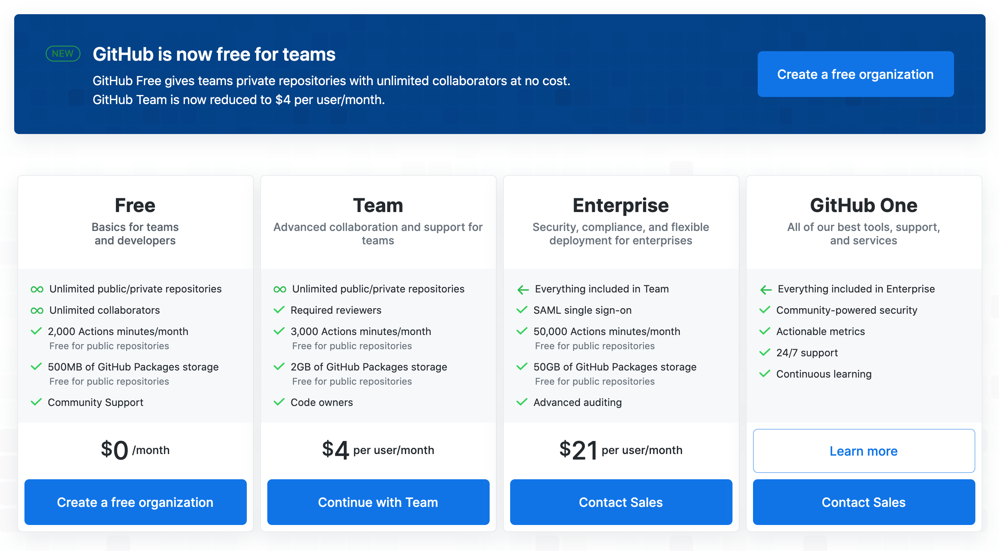 NEW
GitHub is now free for teams
GitHub Free gives teams private repositories with unlimited collaborators at no cost.
GitHub Team is now reduced to $4 per user/month.
Create a free organization
Free
Basics for teams
and developers
Unlimited public/private repositories
Unlimited collaborators
2,000 Actions minutes/month
Free for public repositories
500MB of GitHub Packages storage
Free for public repositories
Community Support
$0 /month
Create a free organization
Team
Advanced collaboration and support for
teams
Unlimited public/private repositories
Required reviewers
3,000 Actions minutes/month
Free for public repositories
2GB of GitHub Packages storage
Free for public repositories
Code owners
$4 per user/month
Continue with Team
Enterprise
Security, compliance, and flexible
deployment for enterprises
Everything included in Team
SAML single sign-on
50,000 Actions minutes/month
Free for public repositories
50GB of GitHub Packages storage
Free for public repositories
Advanced auditing
$21 per user/month
Contact Sales
GitHub One
All of our best tools, support,
and services
Everything included in Enterprise
Community-powered security
Actionable metrics
24/7 support
Continuous learning
Learn more
Contact Sales